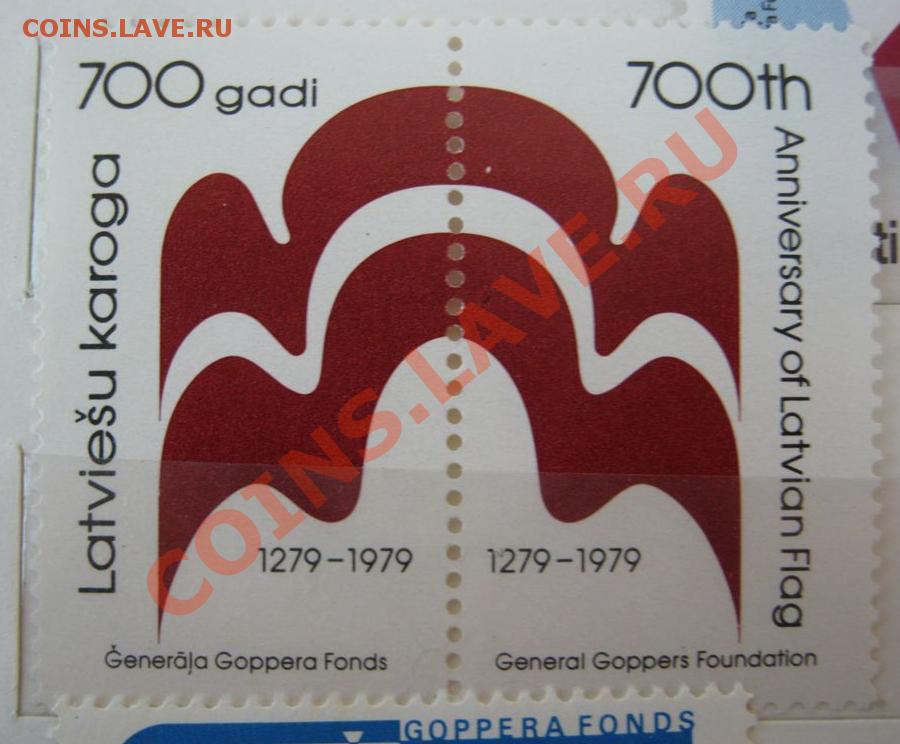 COINS.LAVE.RU
700 gadi
Latviešu karoga
1279–1979
Ģenerāļa Goppera Fonds
700th
Anniversary of Latvian Flag
1279–1979
General Goppers Foundation
COINS.LAVE.RU
GOPPERA FONDS